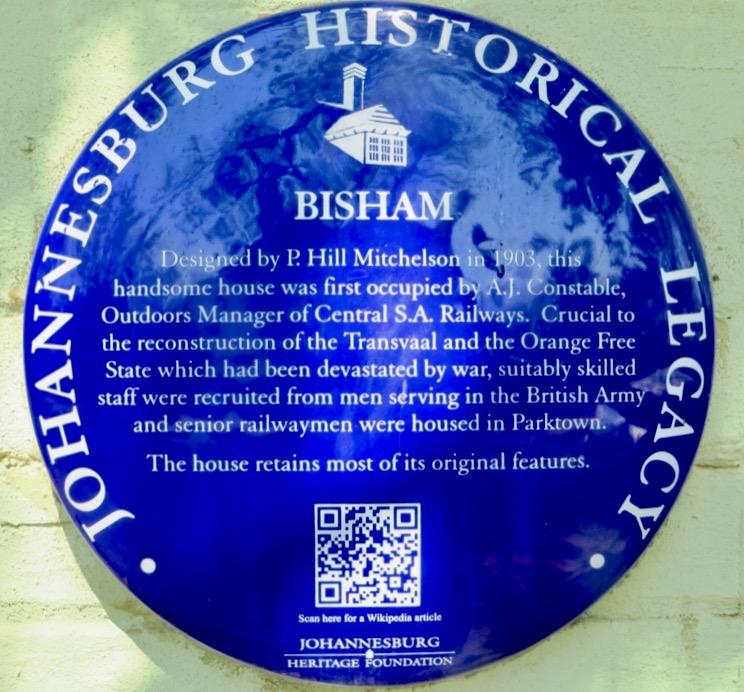 JOHANNESBURG HISTORICAL LEGACY
BISHAM
Designed by P. Hill Mitchelson in 1903, this
handsome house was first occupied by A.J. Constable,
Outdoors Manager of Central S.A. Railways. Crucial to
the reconstruction of the Transvaal and the Orange Free
State which had been devastated by war, suitably skilled
staff were recruited from men serving in the British Army
and senior railwaymen were housed in Parktown.
The house retains most of its original features.
Scan here for a Wikipedia article
JOHANNESBURG
HERITAGE FOUNDATION